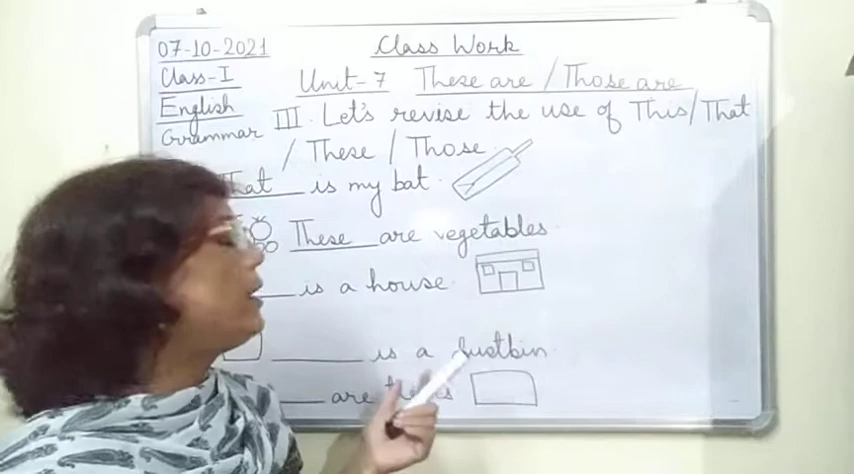 07-10-2021 Class Work
Class-I
Unit-7 These are / Those are
English
Grammar III. Let's revise the use of This/That
/ These / Those.
That is my bat.
These are vegetables.
is a house.
is a dustbin.
are